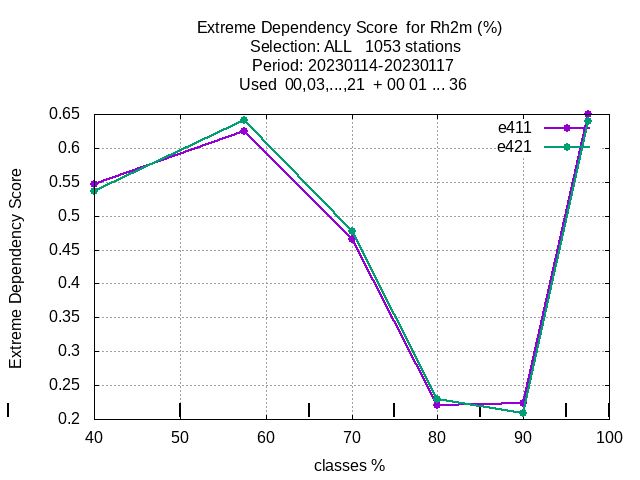 Extreme Dependency Score  for Rh2m (%)
Selection: ALL   1053 stations
Period: 20230114-20230117
Used  00,03,...,21  + 00 01 ... 36
e411
e421
Extreme Dependency Score
0.65
0.6
0.55
0.5
0.45
0.4
0.35
0.3
0.25
0.2
40 50 60 70 80 90 100
classes %